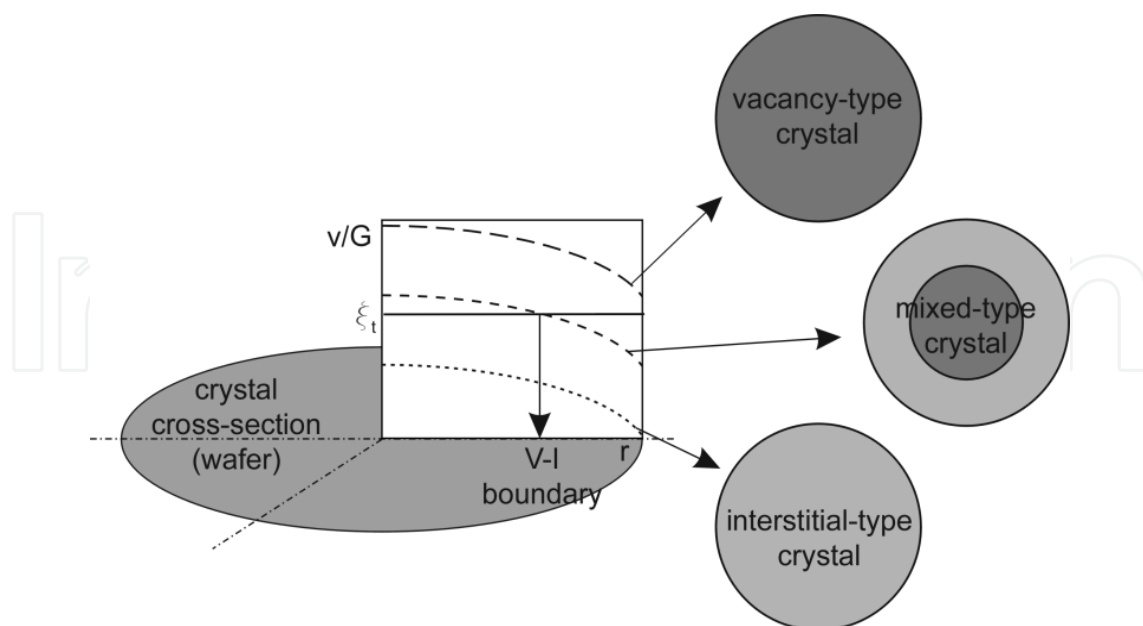 vacancy-type
crystal
v/G
ξt
mixed-type
crystal
crystal
cross-section
(wafer)
V-I
boundary
r
interstitial-type
crystal